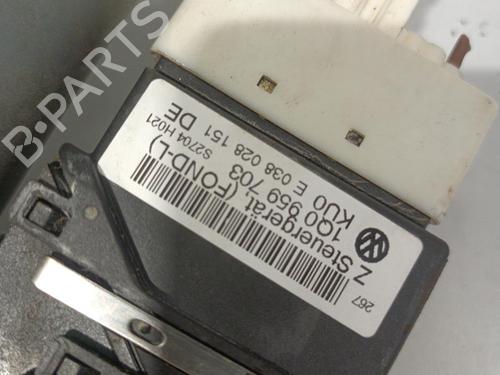 B-PARTS
267
Z Steuergerät (FOND-L)
1Q0 959 703
KU0 E 038 028 151 DE
S2704 H021